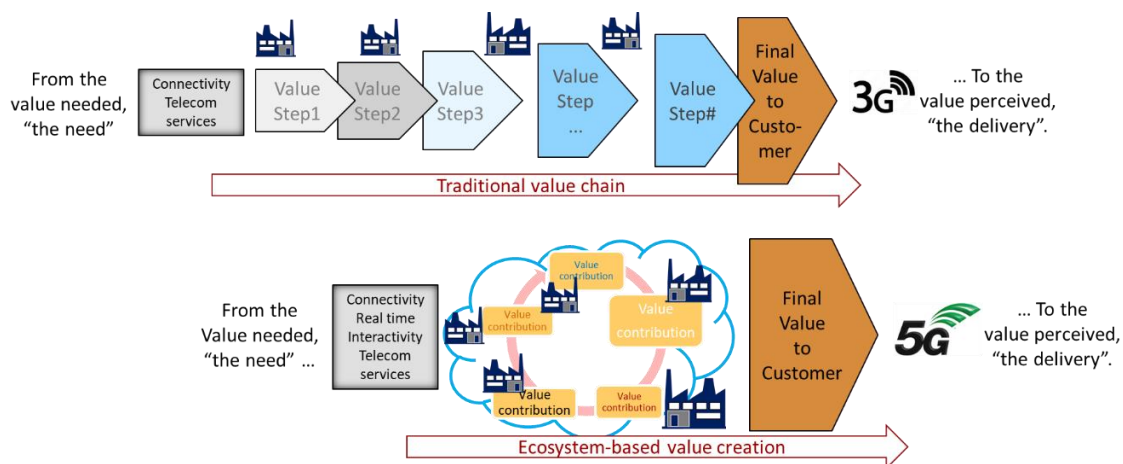 From the
value needed,
“the need”
Connectivity
Telecom
services
Value
Step1
Value
Step2
Value
Step3
Value
Step
...
Value
Step#
Final
Value
to
Custo-
mer
3G
... To the
value perceived,
“the delivery”.
Traditional value chain
From the
Value needed,
“the need” ...
Connectivity
Real time
Interactivity
Telecom
services
Value
contribution
Value
contribution
Value
contribution
Value
contribution
Value
contribution
Final
Value
to
Customer
5G
... To the
value perceived,
“the delivery”.
Ecosystem-based value creation